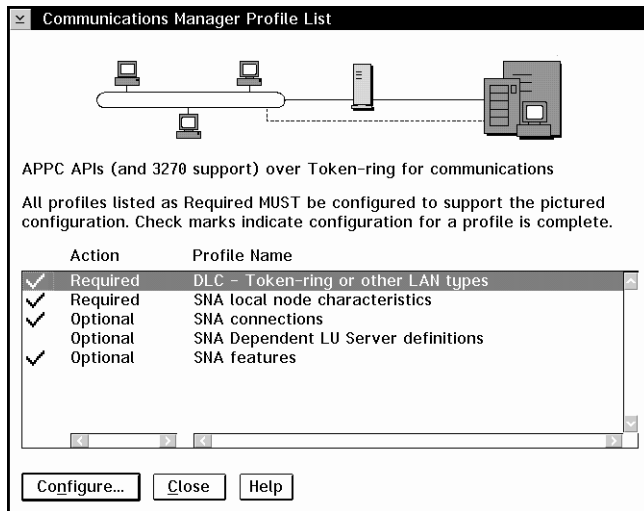 Communications Manager Profile List
APPC APIs (and 3270 support) over Token-ring for communications
All profiles listed as Required MUST be configured to support the pictured
configuration. Check marks indicate configuration for a profile is complete.
Action Profile Name
Required DLC - Token-ring or other LAN types
Required SNA local node characteristics
Optional SNA connections
Optional SNA Dependent LU Server definitions
Optional SNA features
Configure... Close Help